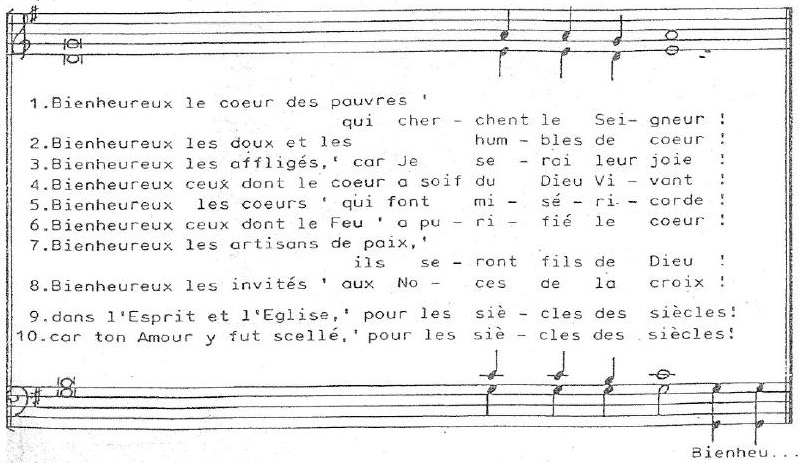 1.Bienheureux le coeur des pauvres '
qui cher - chent le Sei- gneur !
2.Bienheureux les doux et les hum - bles de coeur !
3.Bienheureux les affligés,' car Je se - rai leur joie !
4.Bienheureux ceux dont le coeur a soif du Dieu Vi - vant !
5.Bienheureux les coeurs ' qui font mi - sé - ri - corde !
6.Bienheureux ceux dont le Feu ' a pu - ri - fié le coeur !
7.Bienheureux les artisans de paix,'
ils se - ront fils de Dieu !
8.Bienheureux les invités ' aux No - ces de la croix !
9.dans l'Esprit et l'Eglise,' pour les siè - cles des siècles!
10.car ton Amour y fut scellé,' pour les siè - cles des siècles!
Bienheu...